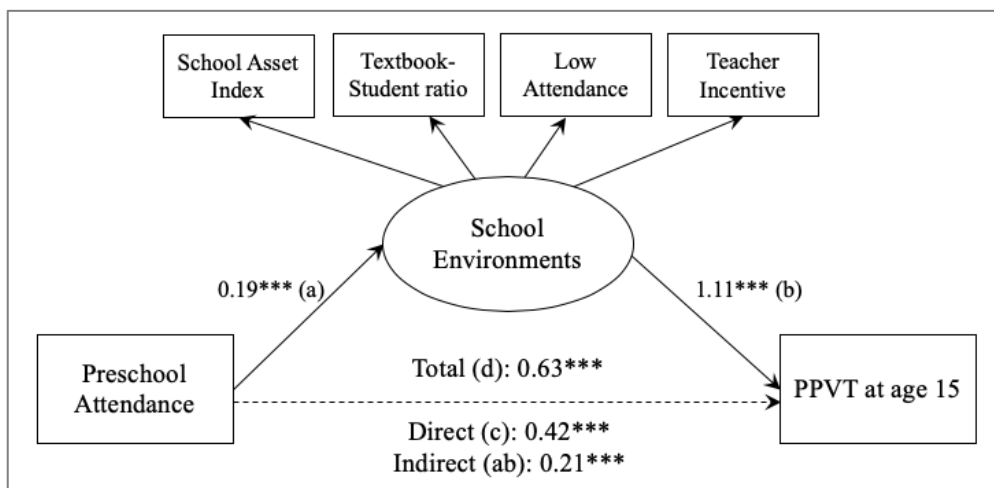 School Asset
Index
Textbook-
Student ratio
Low
Attendance
Teacher
Incentive
School
Environments
0.19*** (a)
1.11*** (b)
Preschool
Attendance
Total (d): 0.63***
PPVT at age 15
Direct (c): 0.42***
Indirect (ab): 0.21***